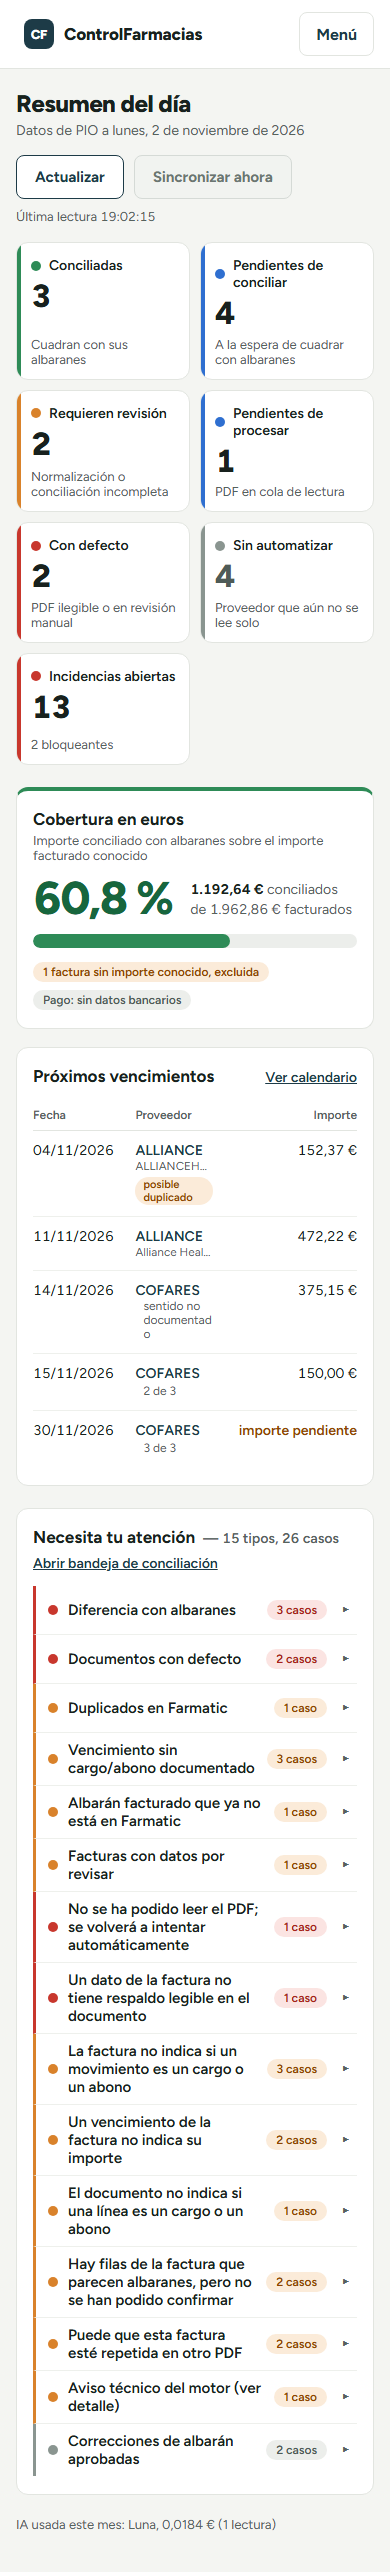 CF ControlFarmacias Menú
Resumen del día
Datos de PIO a lunes, 2 de noviembre de 2026
Actualizar Sincronizar ahora
Última lectura 19:02:15
Conciliadas
3
Cuadran con sus
albaranes
Pendientes de
conciliar
4
A la espera de cuadrar
con albaranes
Requieren revisión
2
Normalización o
conciliación incompleta
Pendientes de
procesar
1
PDF en cola de lectura
Con defecto
2
PDF ilegible o en revisión
manual
Sin automatizar
4
Proveedor que aún no se
lee solo
Incidencias abiertas
13
2 bloqueantes
Cobertura en euros
Importe conciliado con albaranes sobre el importe
facturado conocido
60,8 %
1.192,64 € conciliados
de 1.962,86 € facturados
1 factura sin importe conocido, excluida
Pago: sin datos bancarios
Próximos vencimientos Ver calendario
Fecha Proveedor Importe
04/11/2026 ALLIANCE 152,37 €
ALLIANCEH...
posible
duplicado
11/11/2026 ALLIANCE 472,22 €
Alliance Heal...
14/11/2026 COFARES 375,15 €
sentido no
documentad
o
15/11/2026 COFARES 150,00 €
2 de 3
30/11/2026 COFARES importe pendiente
3 de 3
Necesita tu atención — 15 tipos, 26 casos
Abrir bandeja de conciliación
Diferencia con albaranes 3 casos
Documentos con defecto 2 casos
Duplicados en Farmatic 1 caso
Vencimiento sin
cargo/abono documentado 3 casos
Albarán facturado que ya no
está en Farmatic 1 caso
Facturas con datos por
revisar 1 caso
No se ha podido leer el PDF;
se volverá a intentar
automáticamente 1 caso
Un dato de la factura no
tiene respaldo legible en el
documento 1 caso
La factura no indica si un
movimiento es un cargo o
un abono 3 casos
Un vencimiento de la
factura no indica su
importe 2 casos
El documento no indica si
una línea es un cargo o un
abono 1 caso
Hay filas de la factura que
parecen albaranes, pero no
se han podido confirmar 2 casos
Puede que esta factura
esté repetida en otro PDF 2 casos
Aviso técnico del motor (ver
detalle) 1 caso
Correcciones de albarán
aprobadas 2 casos
IA usada este mes: Luna, 0,0184 € (1 lectura)